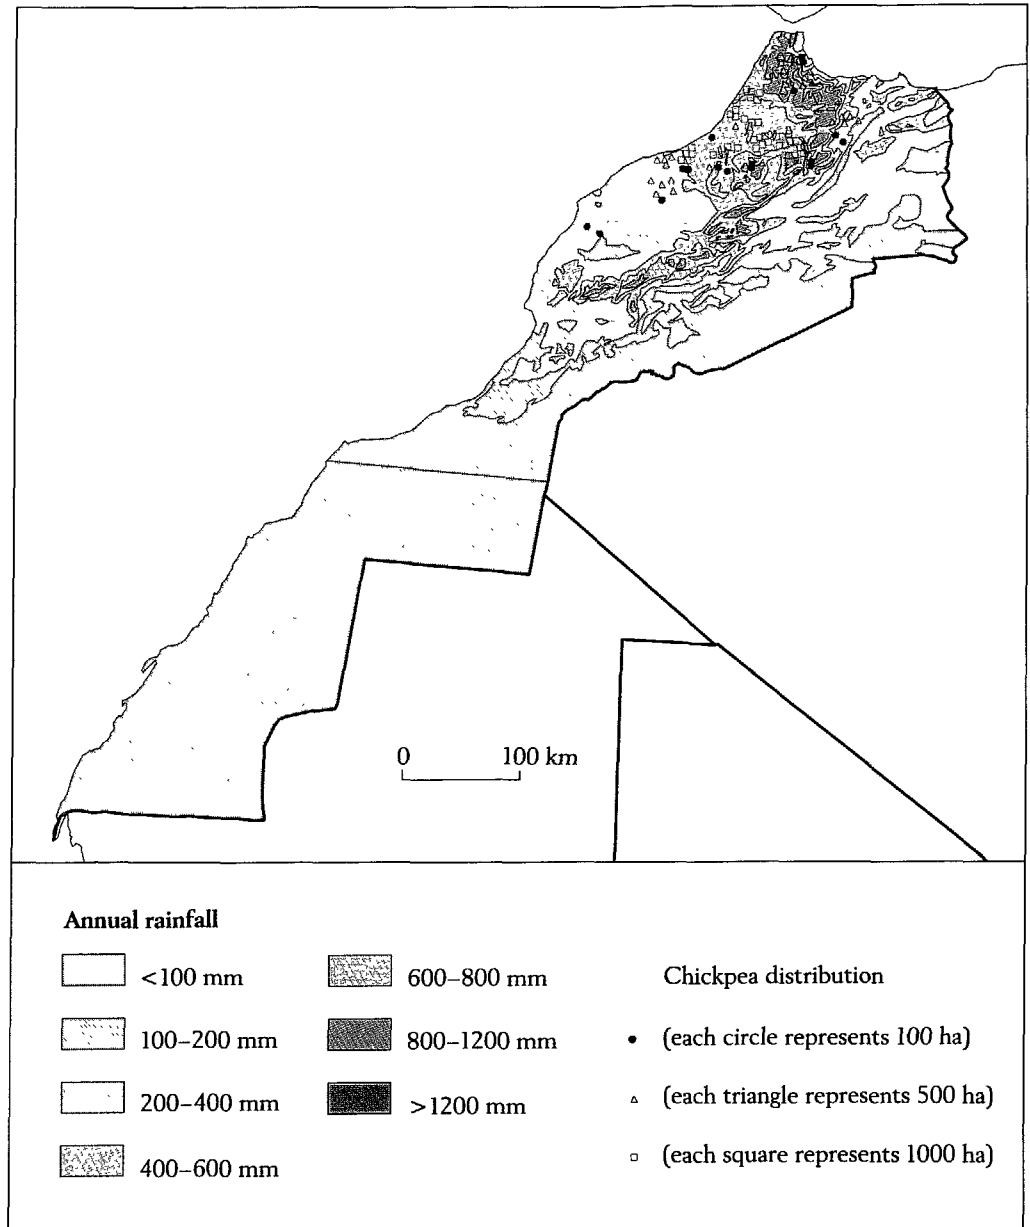 0 100 km
Annual rainfall
<100 mm
100–200 mm
200–400 mm
400–600 mm
600–800 mm
800–1200 mm
>1200 mm
Chickpea distribution
(each circle represents 100 ha)
(each triangle represents 500 ha)
(each square represents 1000 ha)